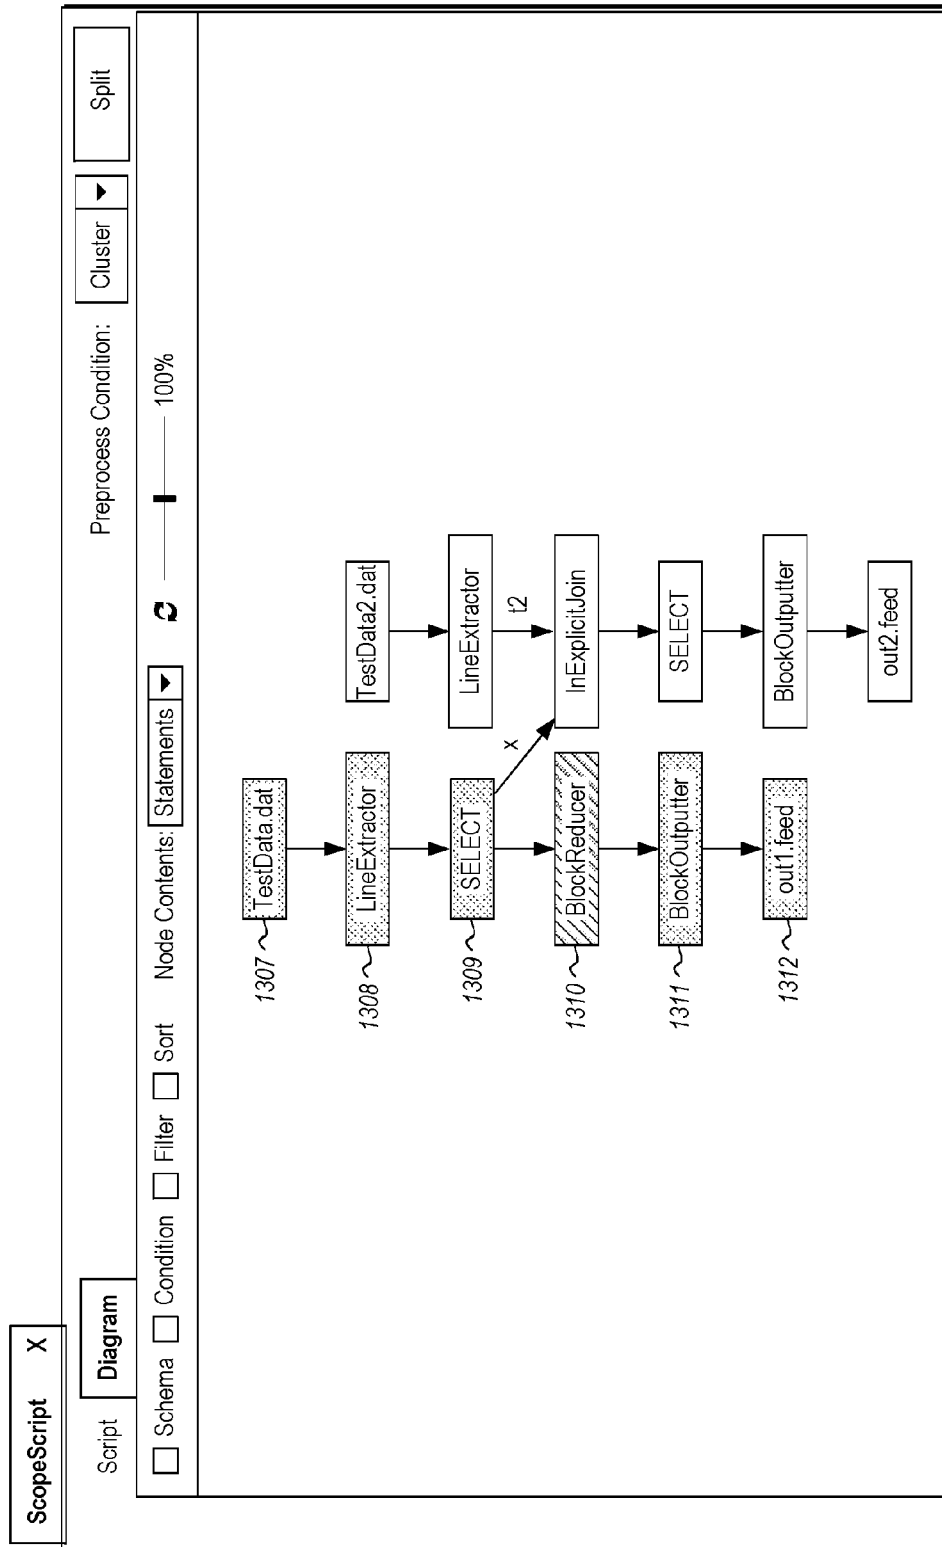 ScopeScript X
Script Diagram Preprocess Condition: Cluster Split
Schema Condition Filter Sort Node Contents: Statements 100%
1307 TestData.dat
1308 LineExtractor TestData2.dat
1309 SELECT LineExtractor
x t2
1310 BlockReducer InExplicitJoin
1311 BlockOutputter SELECT
1312 out1.feed BlockOutputter
out2.feed